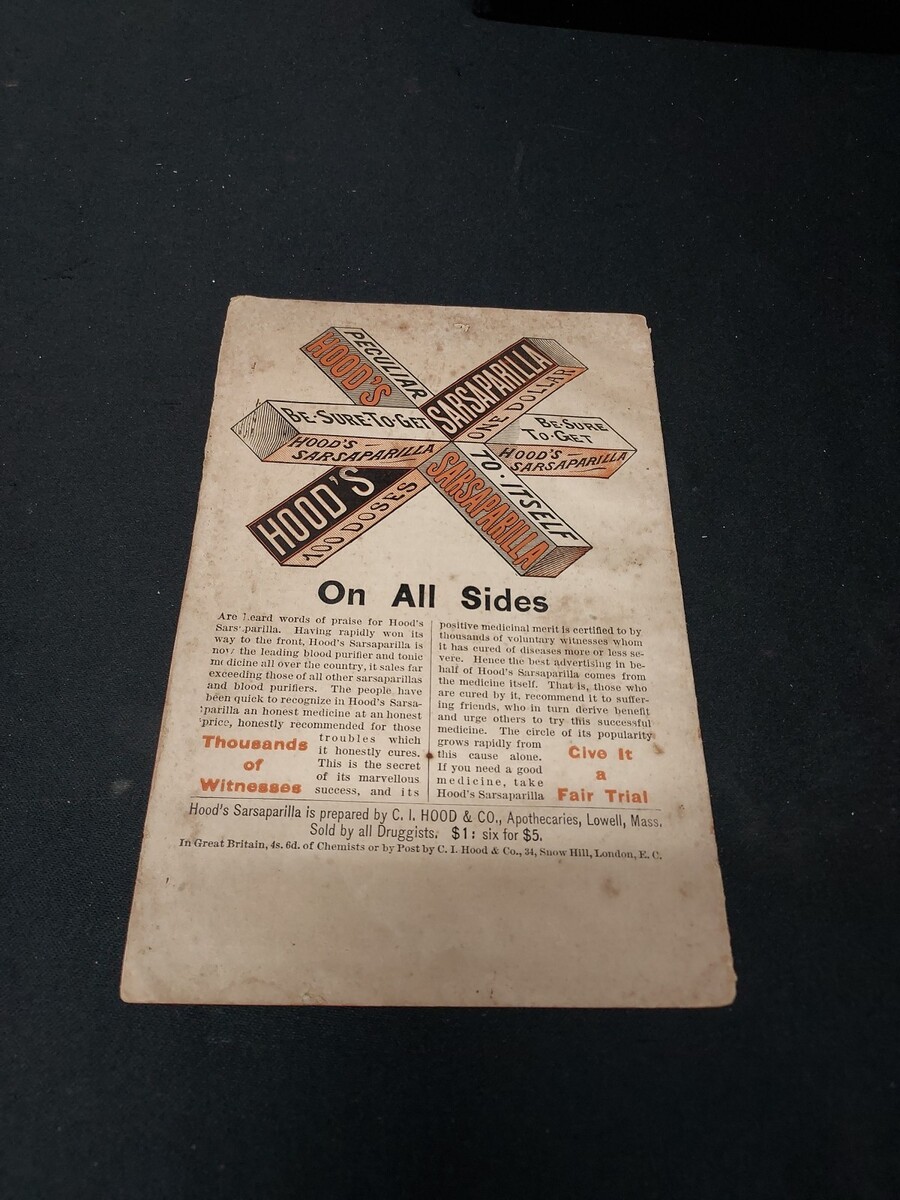 PECULIAR
HOOD'S
SARSAPARILLA
ONE DOLLAR
BE·SURE·TO·GET
HOOD'S
SARSAPARILLA
BE·SURE
TO·GET
HOOD'S
SARSAPARILLA
TO·ITSELF
SARSAPARILLA
HOOD'S
100 DOSES
On All Sides
Are heard words of praise for Hood's
Sarsaparilla. Having rapidly won its
way to the front, Hood's Sarsaparilla is
now the leading blood purifier and tonic
medicine all over the country, it sales far
exceeding those of all other sarsaparillas
and blood purifiers. The people have
been quick to recognize in Hood's Sarsa-
parilla an honest medicine at an honest
price, honestly recommended for those
troubles which
it honestly cures.
This is the secret
of its marvellous
success, and its
Thousands
of
Witnesses
positive medicinal merit is certified to by
thousands of voluntary witnesses whom
it has cured of diseases more or less se-
vere. Hence the best advertising in be-
half of Hood's Sarsaparilla comes from
the medicine itself. That is, those who
are cured by it, recommend it to suffer-
ing friends, who in turn derive benefit
and urge others to try this successful
medicine. The circle of its popularity
grows rapidly from
this cause alone.
If you need a good
medicine, take
Hood's Sarsaparilla
Give It
a
Fair Trial
Hood's Sarsaparilla is prepared by C. I. HOOD & CO., Apothecaries, Lowell, Mass.
Sold by all Druggists. $1: six for $5.
In Great Britain, 4s. 6d. of Chemists or by Post by C. I. Hood & Co., 34, Snow Hill, London, E. C.